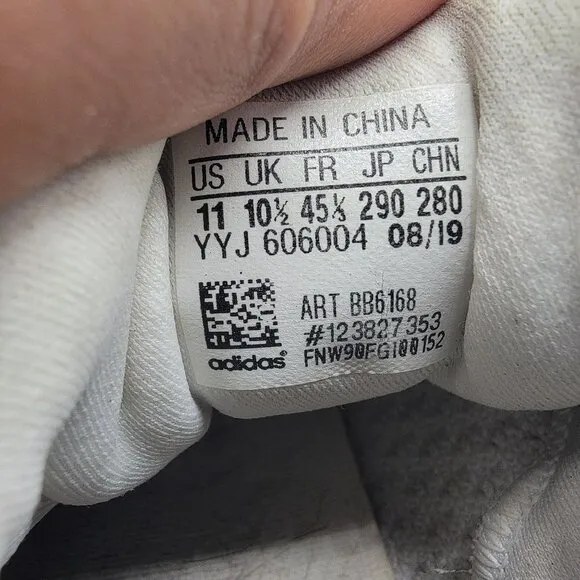 MADE IN CHINA
US UK FR JP CHN
11 10½ 45⅓ 290 280
YYJ 606004 08/19
ART BB6168
#123827353
FNW90FGI00152
adidas